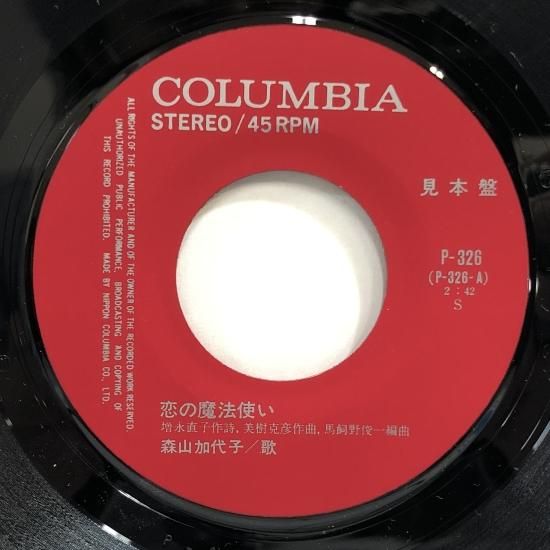 COLUMBIA
STEREO/45RPM
見本盤
P-326
(P-326-A)
2:42
S
ALL RIGHTS OF THE MANUFACTURER AND OF THE OWNER OF THE RECORDED WORK RESERVED.
UNAUTHORIZED PUBLIC PERFORMANCE, BROADCASTING AND COPYING OF
THIS RECORD PROHIBITED. MADE BY NIPPON COLUMBIA CO., LTD.
恋の魔法使い
増永直子作詩, 美樹克彦作曲, 馬飼野俊一編曲
森山加代子/歌